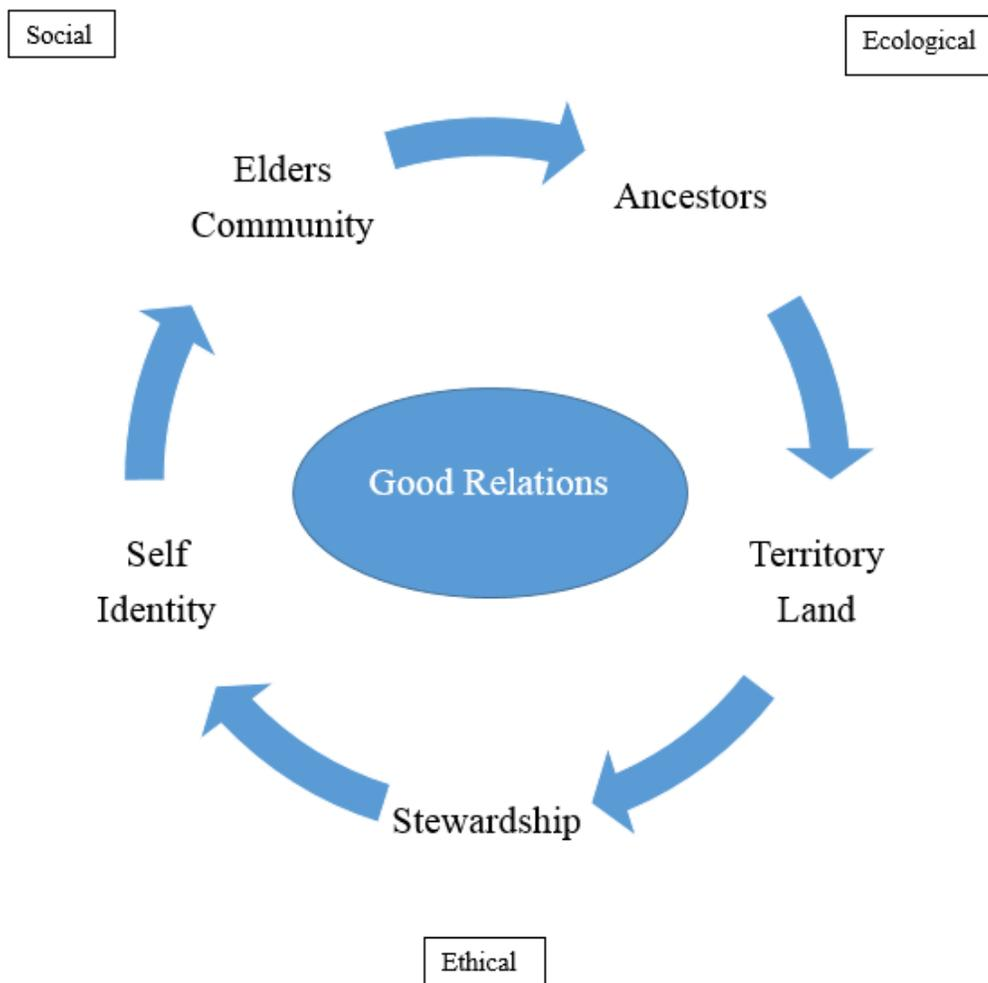 Social
Ecological
Elders
Community
Ancestors
Good Relations
Self
Identity
Territory
Land
Stewardship
Ethical